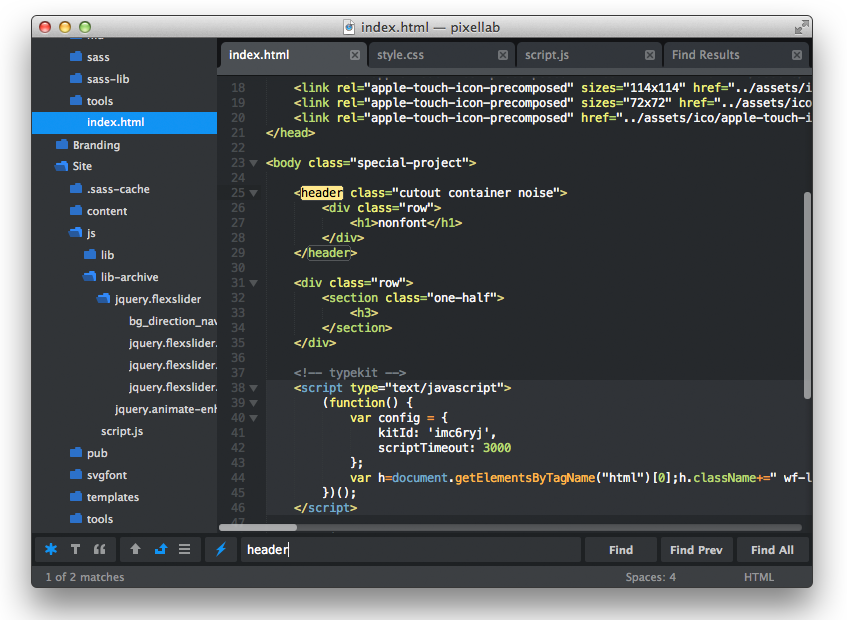 index.html — pixellab
sass
sass-lib
tools
index.html
Branding
Site
.sass-cache
content
js
lib
lib-archive
jquery.flexslider
bg_direction_nav
jquery.flexslider.
jquery.flexslider.
jquery.flexslider.
jquery.animate-enh
script.js
pub
svgfont
templates
tools
index.html style.css script.js Find Results
18 <link rel="apple-touch-icon-precomposed" sizes="114x114" href="../assets/i
19 <link rel="apple-touch-icon-precomposed" sizes="72x72" href="../assets/ico
20 <link rel="apple-touch-icon-precomposed" href="../assets/ico/apple-touch-i
21 </head>
22
23 <body class="special-project">
24
25 <header class="cutout container noise">
26 <div class="row">
27 <h1>nonfont</h1>
28 </div>
29 </header>
30
31 <div class="row">
32 <section class="one-half">
33 <h3>
34 </section>
35 </div>
36
37 <!-- typekit -->
38 <script type="text/javascript">
39 (function() {
40 var config = {
41 kitId: 'imc6ryj',
42 scriptTimeout: 3000
43 };
44 var h=document.getElementsByTagName("html")[0];h.className+=" wf-l
45 })();
46 </script>
47
T “ header Find Find Prev Find All
1 of 2 matches Spaces: 4 HTML